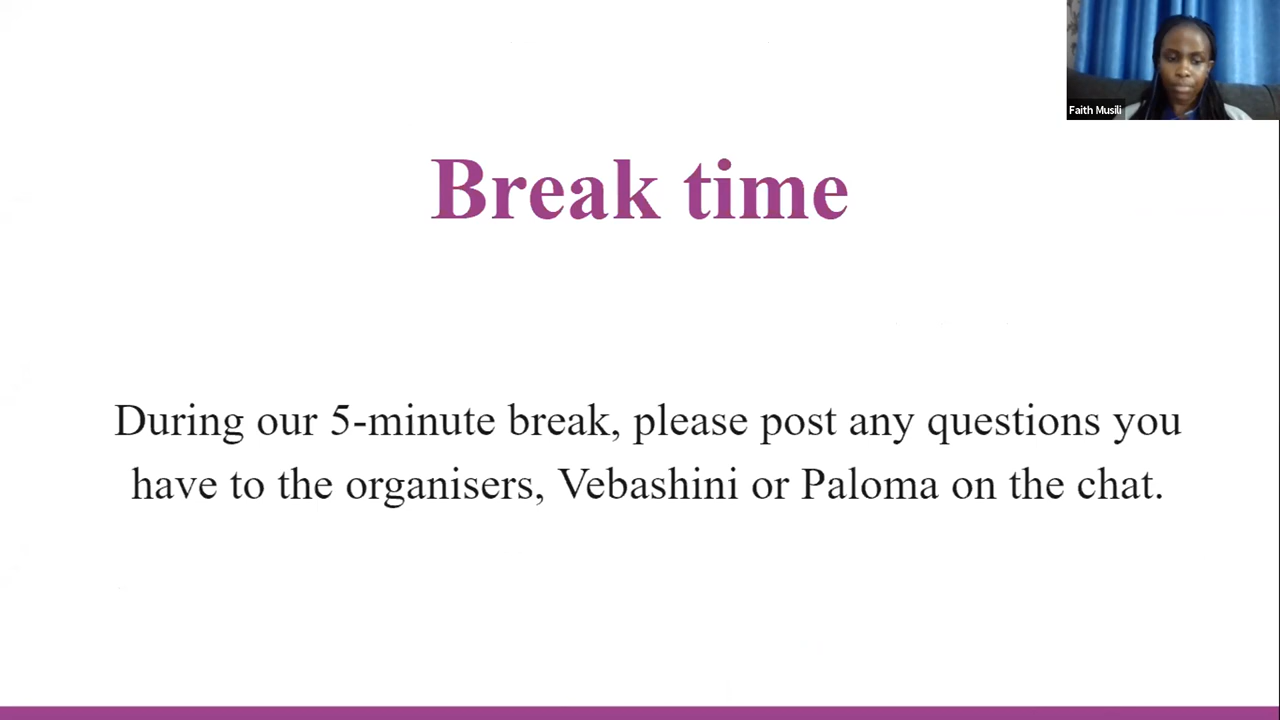 Faith Musili
Break time
During our 5-minute break, please post any questions you
have to the organisers, Vebashini or Paloma on the chat.